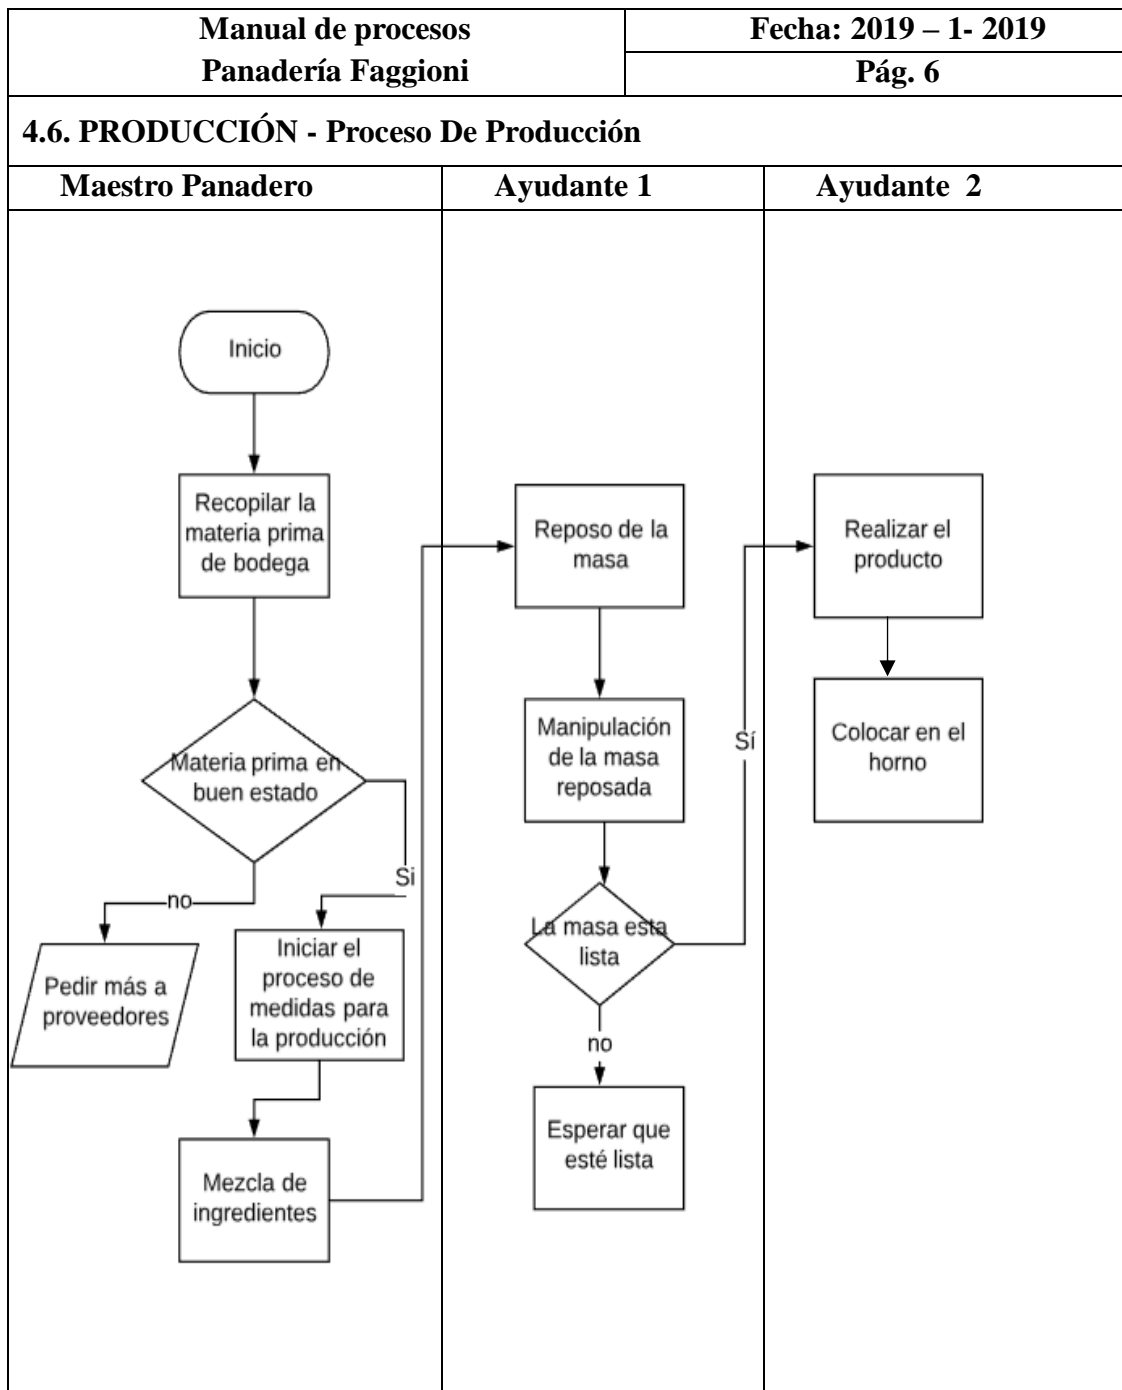 Manual de procesos
Panadería Faggioni
Fecha: 2019 – 1- 2019
Pág. 6
4.6. PRODUCCIÓN - Proceso De Producción
Maestro Panadero
Ayudante 1
Ayudante 2
Inicio
Recopilar la
materia prima
de bodega
Materia prima en
buen estado
no
Si
Pedir más a
proveedores
Iniciar el
proceso de
medidas para
la producción
Mezcla de
ingredientes
Reposo de la
masa
Manipulación
de la masa
reposada
La masa esta
lista
no
Sí
Esperar que
esté lista
Realizar el
producto
Colocar en el
horno